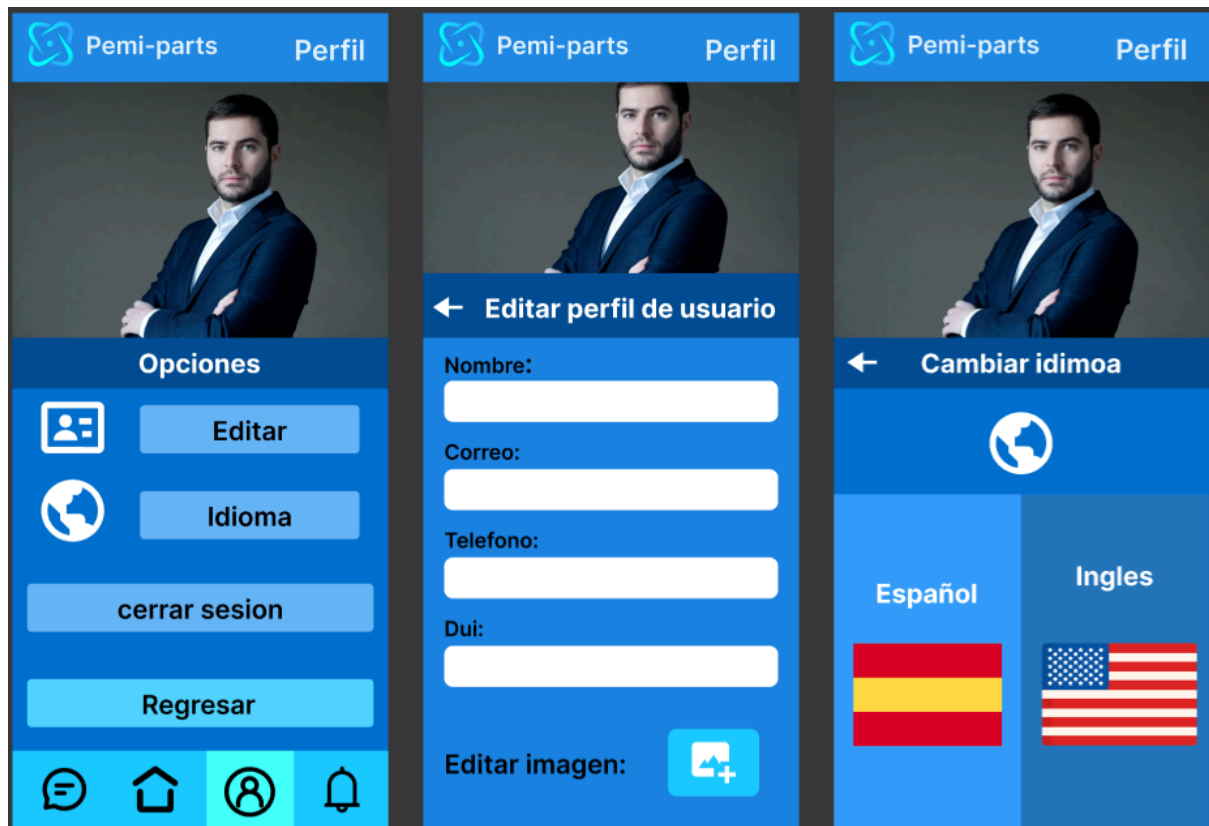 Pemi-parts Perfil
Opciones
Editar
Idioma
cerrar sesion
Regresar
Pemi-parts Perfil
Editar perfil de usuario
Nombre:
Correo:
Telefono:
Dui:
Editar imagen:
Pemi-parts Perfil
Cambiar idimoa
Español
Ingles